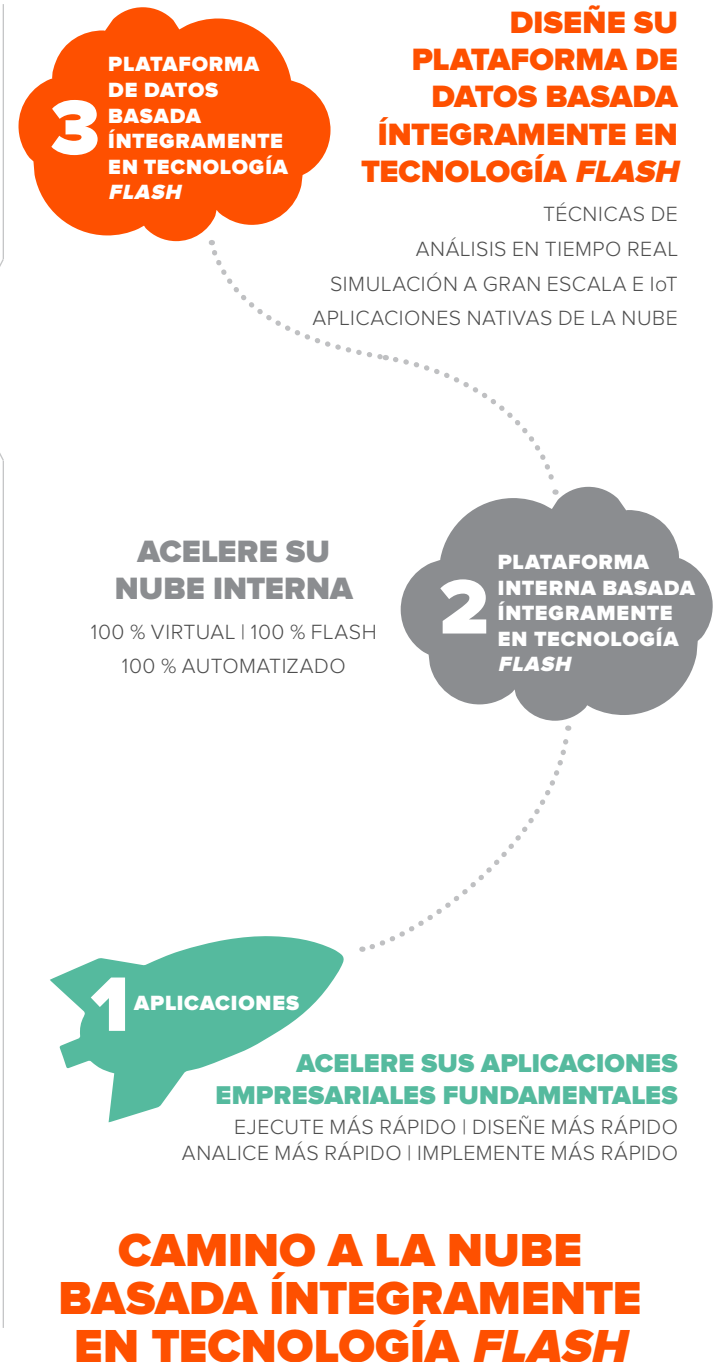 3
PLATAFORMA
DE DATOS
BASADA
ÍNTEGRAMENTE
EN TECNOLOGÍA
FLASH
DISEÑE SU
PLATAFORMA DE
DATOS BASADA
ÍNTEGRAMENTE EN
TECNOLOGÍA FLASH
TÉCNICAS DE
ANÁLISIS EN TIEMPO REAL
SIMULACIÓN A GRAN ESCALA E IoT
APLICACIONES NATIVAS DE LA NUBE
ACELERE SU
NUBE INTERNA
100 % VIRTUAL | 100 % FLASH
100 % AUTOMATIZADO
2
PLATAFORMA
INTERNA BASADA
ÍNTEGRAMENTE
EN TECNOLOGÍA
FLASH
1 APLICACIONES
ACELERE SUS APLICACIONES
EMPRESARIALES FUNDAMENTALES
EJECUTE MÁS RÁPIDO | DISEÑE MÁS RÁPIDO
ANALICE MÁS RÁPIDO | IMPLEMENTE MÁS RÁPIDO
CAMINO A LA NUBE
BASADA ÍNTEGRAMENTE
EN TECNOLOGÍA FLASH